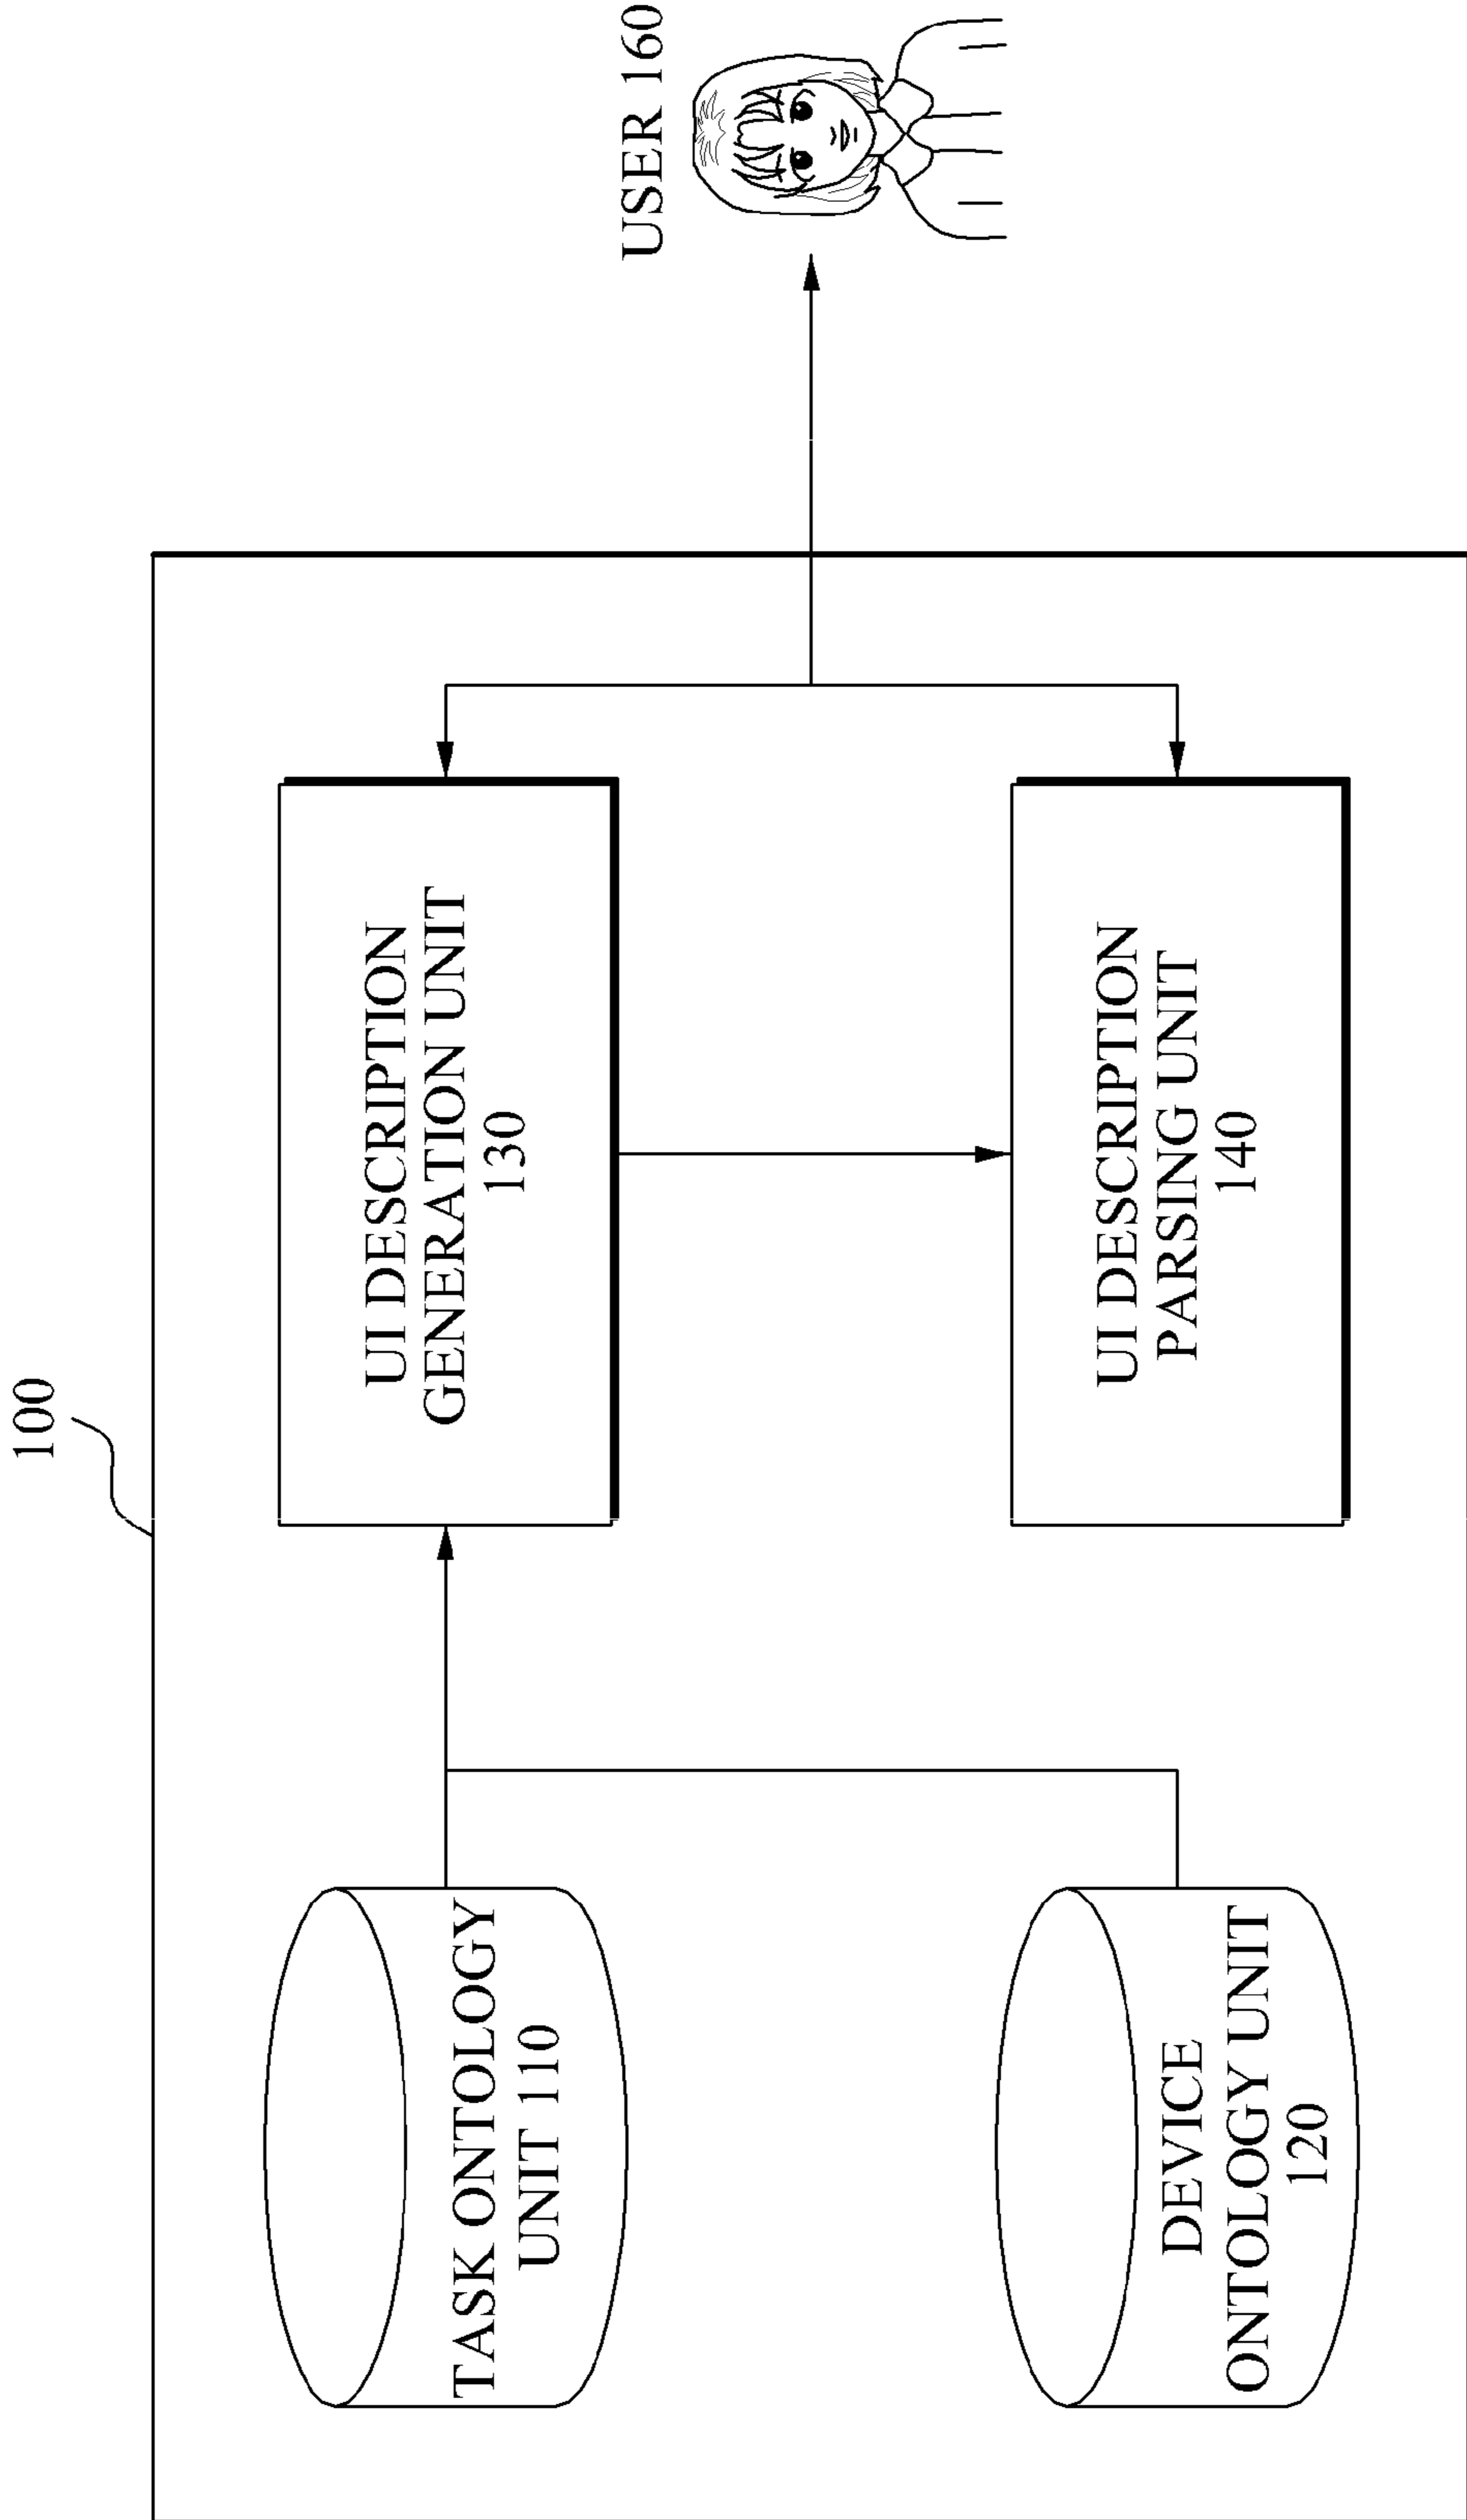 100
TASK ONTOLOGY
UNIT 110
UI DESCRIPTION
GENERATION UNIT
130
USER 160
DEVICE
ONTOLOGY UNIT
120
UI DESCRIPTION
PARSING UNIT
140